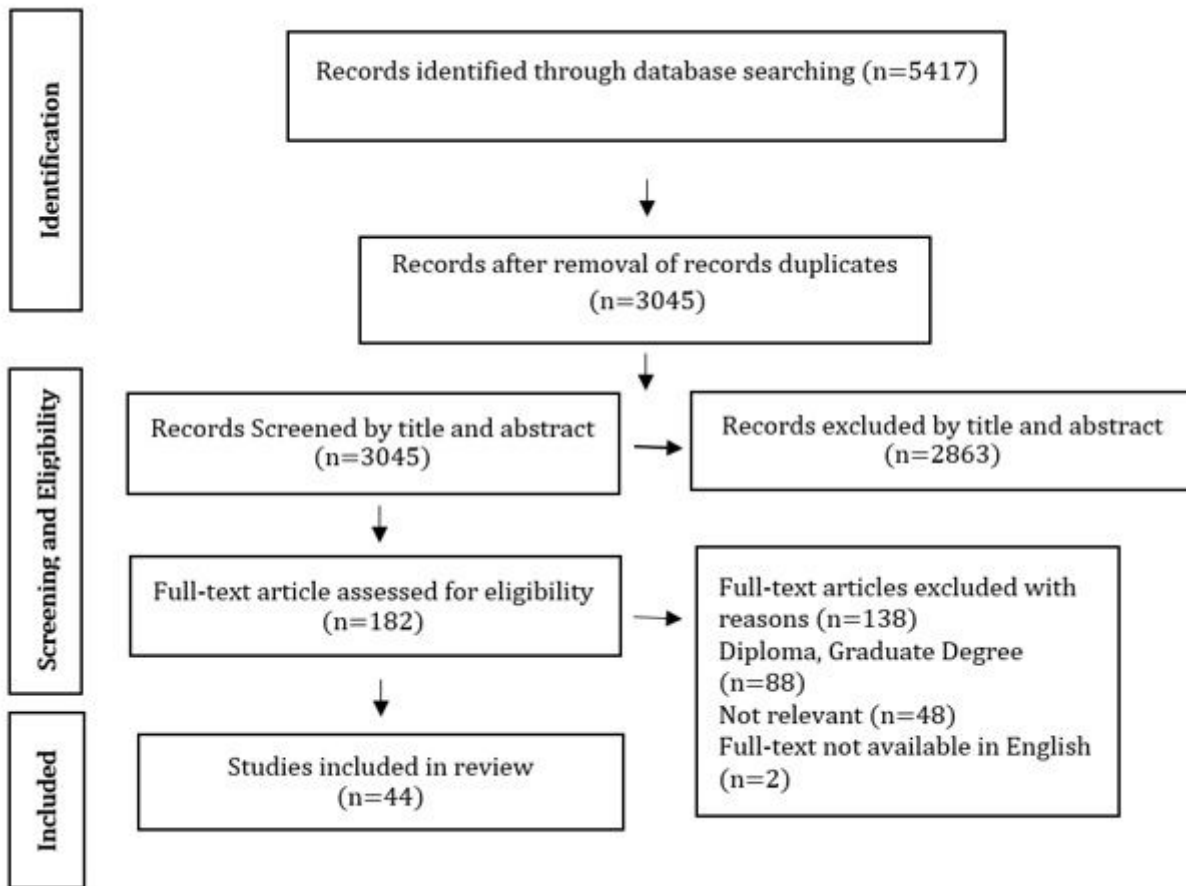 Identification
Records identified through database searching (n=5417)
Records after removal of records duplicates
(n=3045)
Screening and Eligibility
Records Screened by title and abstract
(n=3045)
Records excluded by title and abstract
(n=2863)
Full-text article assessed for eligibility
(n=182)
Full-text articles excluded with
reasons (n=138)
Diploma, Graduate Degree
(n=88)
Not relevant (n=48)
Full-text not available in English
(n=2)
Included
Studies included in review
(n=44)